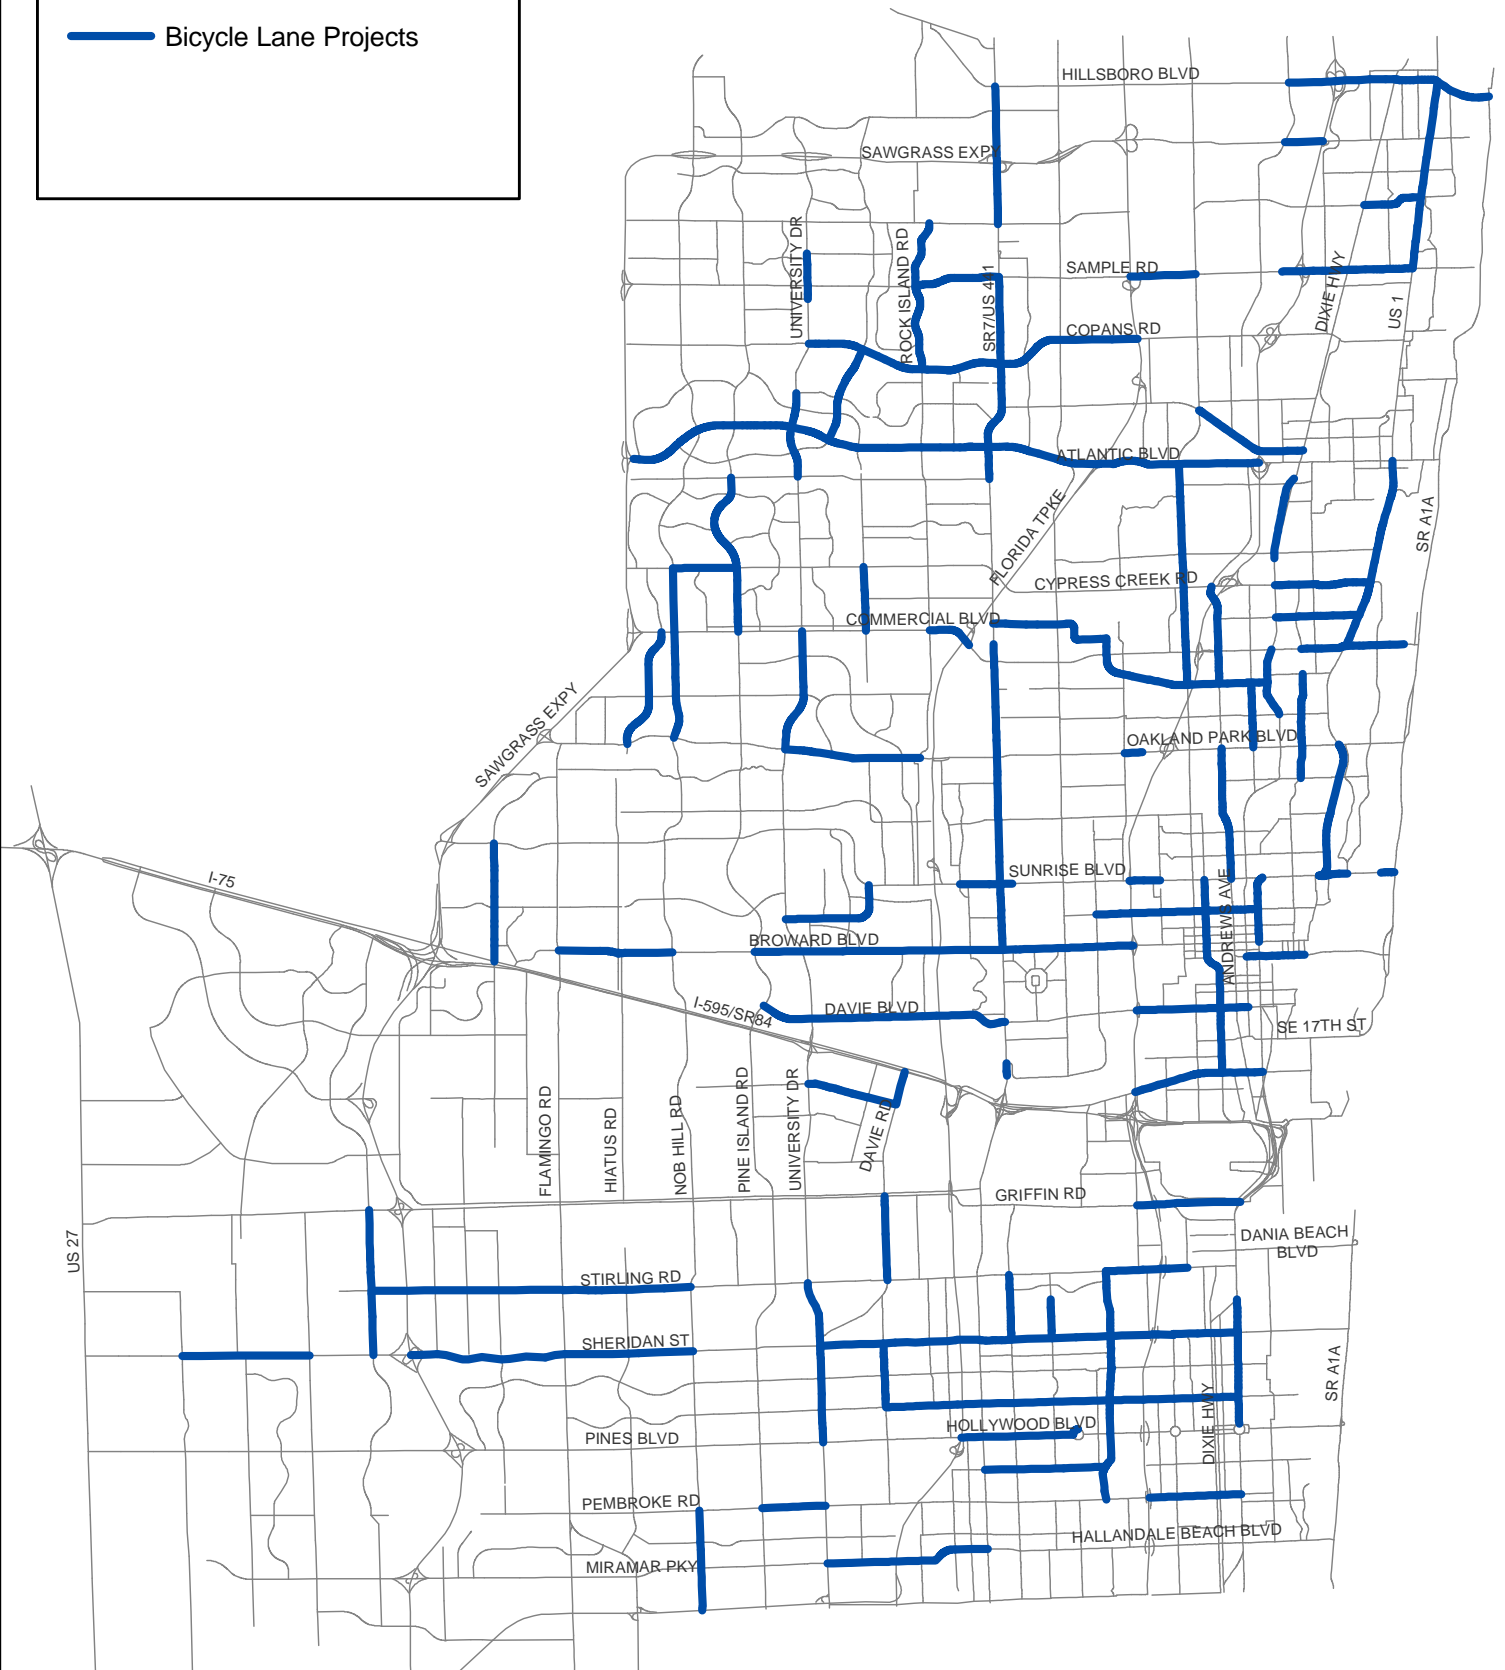 Bicycle Lane Projects
HILLSBORO BLVD
SAWGRASS EXPY
UNIVERSITY DR
ROCK ISLAND RD
SR7/US 441
SAMPLE RD
DIXIE HWY
US 1
COPANS RD
ATLANTIC BLVD
FLORIDA TPKE
SR A1A
CYPRESS CREEK RD
COMMERCIAL BLVD
SAWGRASS EXPY
OAKLAND PARK BLVD
I-75
SUNRISE BLVD
ANDREWS AVE
BROWARD BLVD
I-595/SR84
DAVIE BLVD
SE 17TH ST
FLAMINGO RD
HIATUS RD
NOB HILL RD
PINE ISLAND RD
UNIVERSITY DR
DAVIE RD
GRIFFIN RD
US 27
DANIA BEACH
BLVD
STIRLING RD
SHERIDAN ST
SR A1A
DIXIE HWY
HOLLYWOOD BLVD
PINES BLVD
PEMBROKE RD
HALLANDALE BEACH BLVD
MIRAMAR PKY